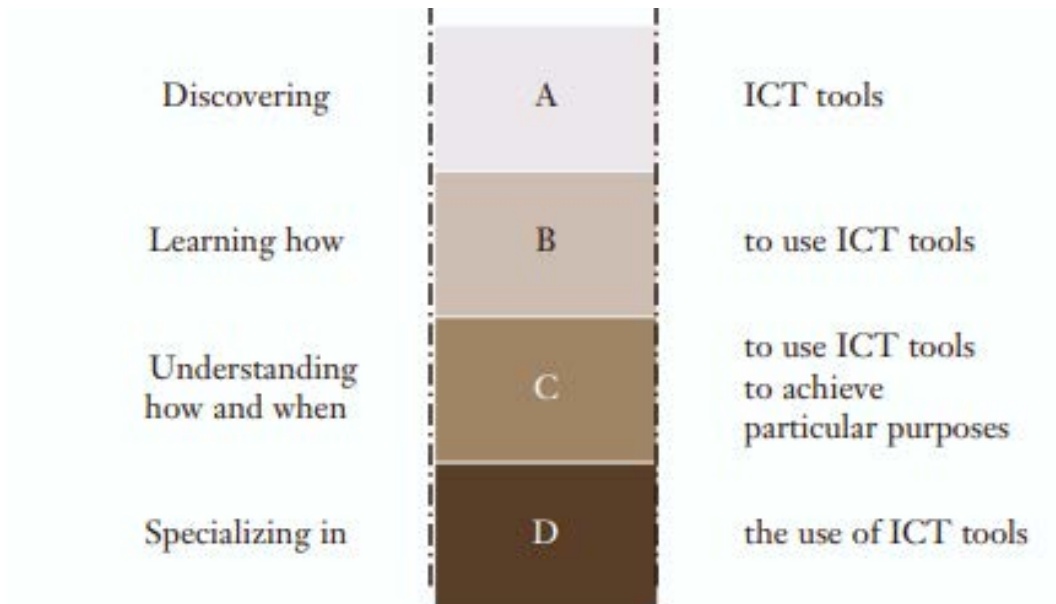 Discovering A ICT tools
Learning how B to use ICT tools
Understanding
how and when
C
to use ICT tools
to achieve
particular purposes
Specializing in D the use of ICT tools